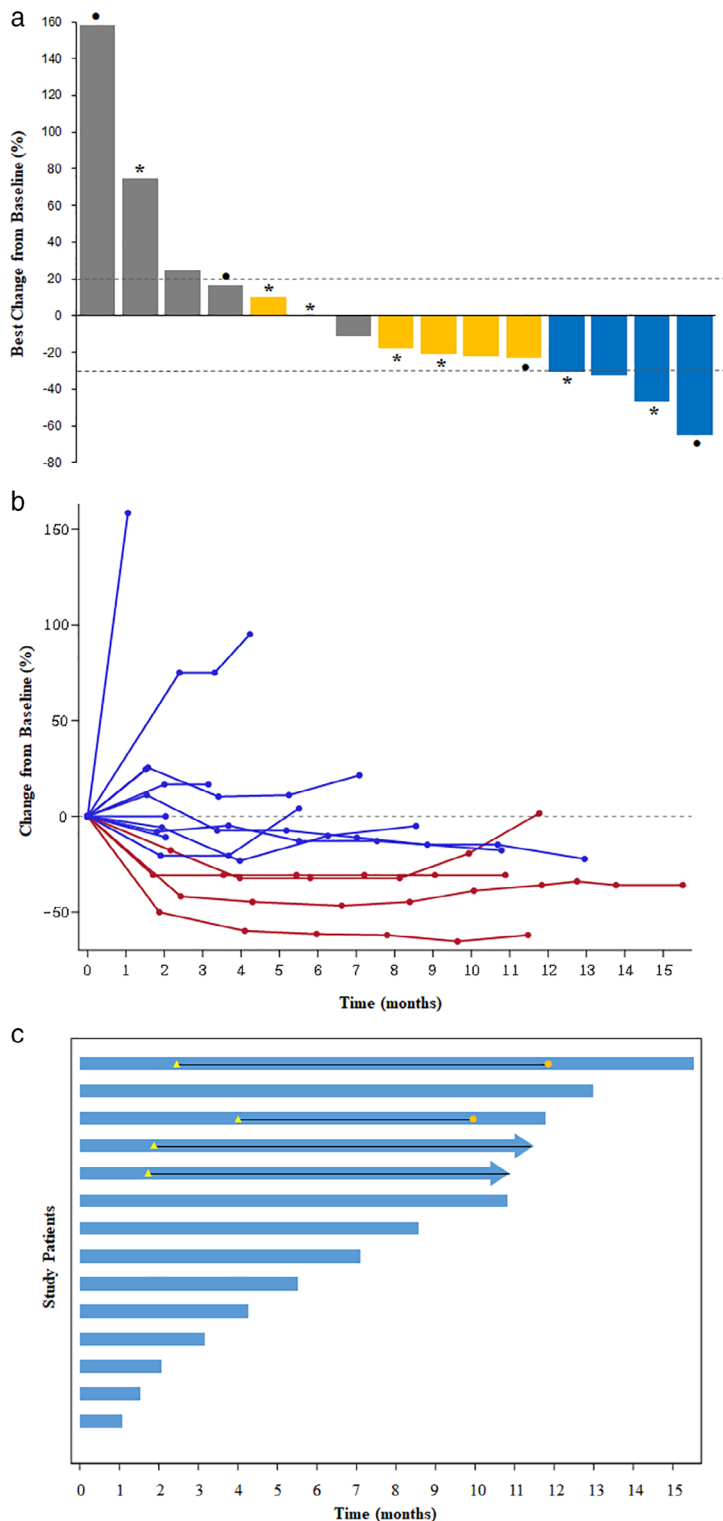 a
160
140
120
100
80
60
40
20
0
-20
-40
-60
-80
Best Change from Baseline (%)
*
*
*
*
*
*
*
b
150
100
50
0
−50
Change from Baseline (%)
0 1 2 3 4 5 6 7 8 9 10 11 12 13 14 15
Time (months)
c
Study Patients
0 1 2 3 4 5 6 7 8 9 10 11 12 13 14 15
Time (months)